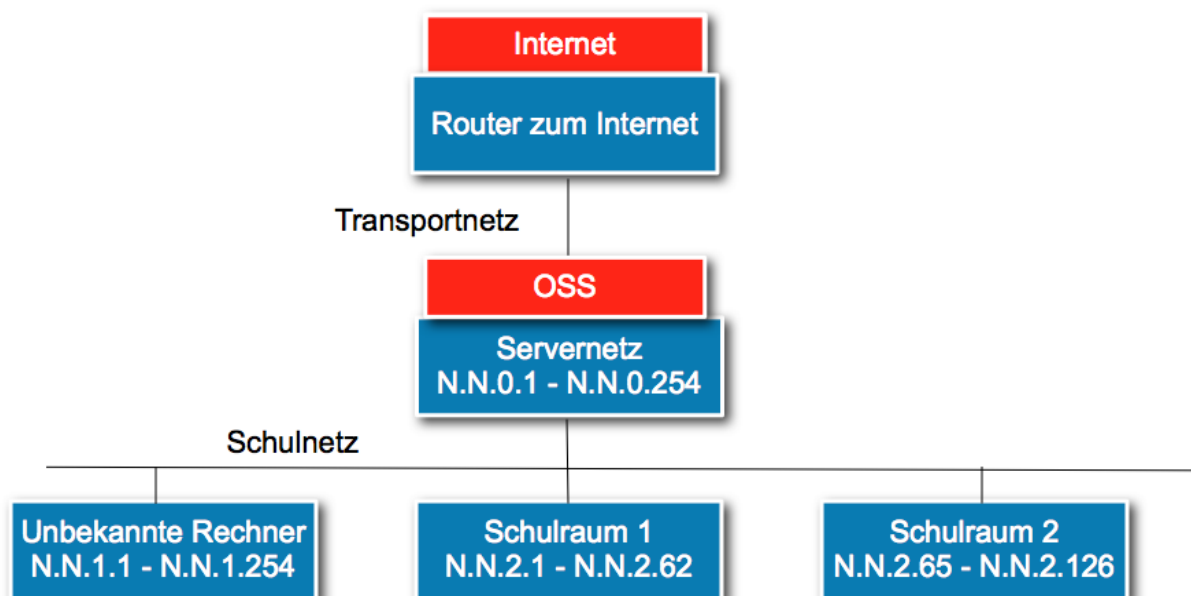 Internet
Router zum Internet
Transportnetz
OSS
Servernetz
N.N.0.1 - N.N.0.254
Schulnetz
Unbekannte Rechner
N.N.1.1 - N.N.1.254
Schulraum 1
N.N.2.1 - N.N.2.62
Schulraum 2
N.N.2.65 - N.N.2.126